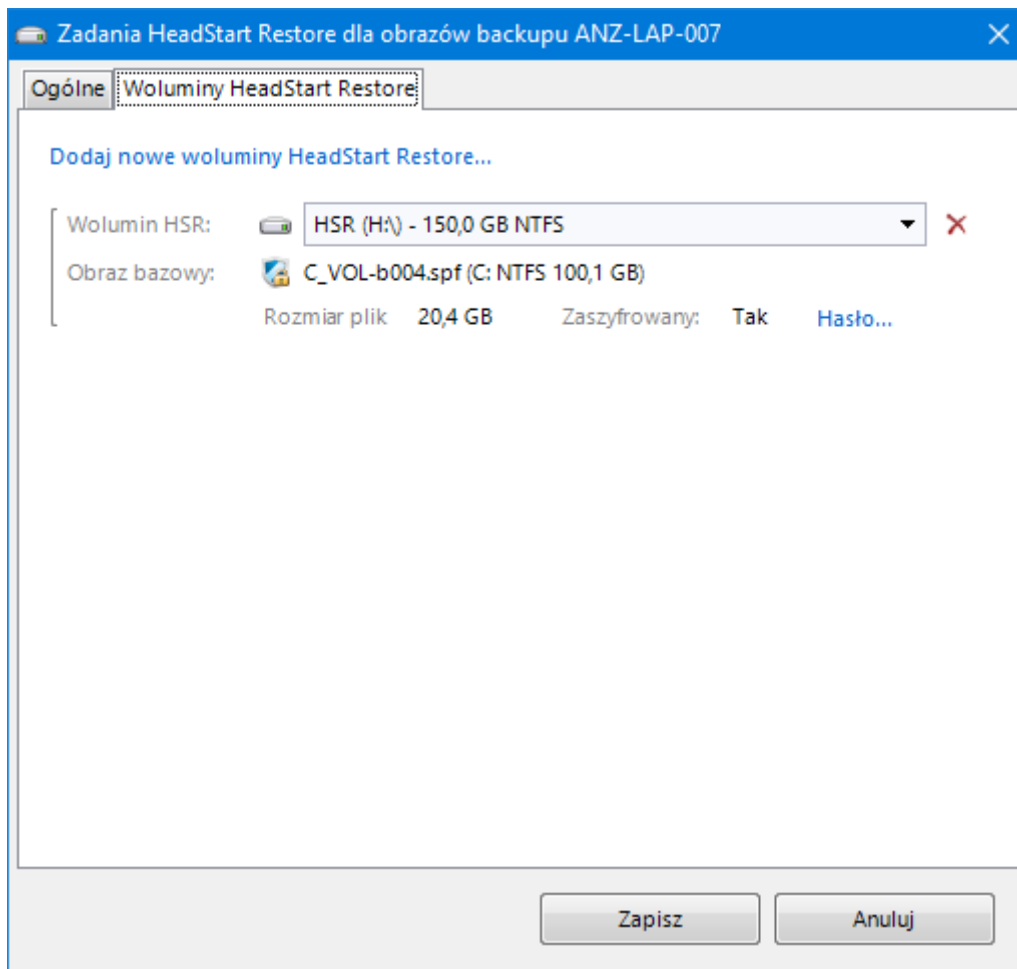 Zadania HeadStart Restore dla obrazów backupu ANZ-LAP-007
Ogólne Woluminy HeadStart Restore
Dodaj nowe woluminy HeadStart Restore...
Wolumin HSR: HSR (H:\) - 150,0 GB NTFS
Obraz bazowy: C_VOL-b004.spf (C: NTFS 100,1 GB)
Rozmiar plik 20,4 GB Zaszyfrowany: Tak Hasło...
Zapisz Anuluj